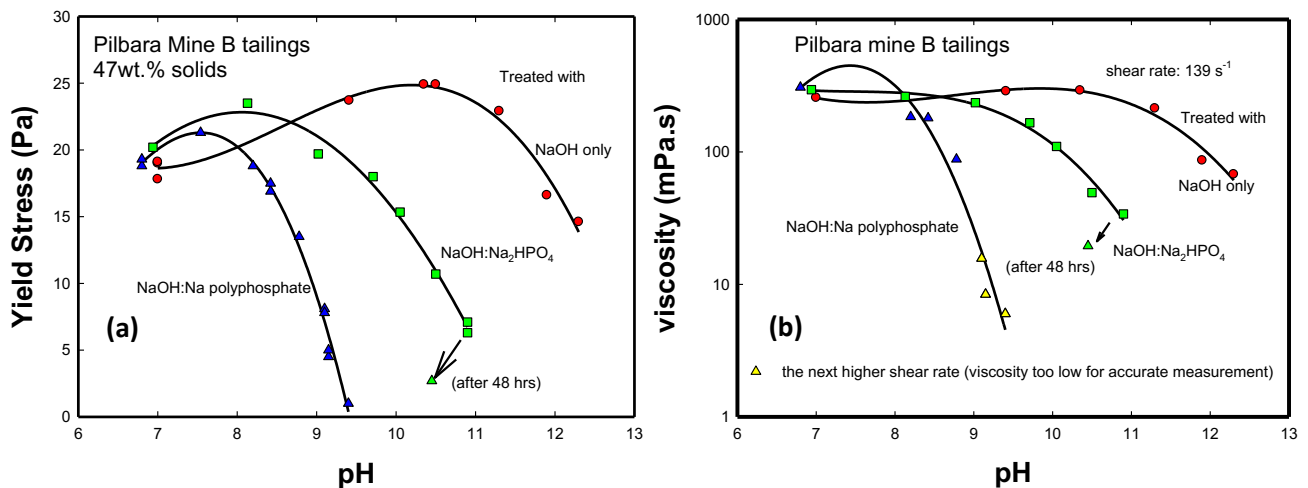 30
25
20
15
10
5
0
Yield Stress (Pa)
Pilbara Mine B tailings
47wt.% solids
Treated with
NaOH only
NaOH:Na₂HPO₄
NaOH:Na polyphosphate
(a)
(after 48 hrs)
6 7 8 9 10 11 12 13
pH
1000
100
10
1
viscosity (mPa.s)
Pilbara mine B tailings
shear rate: 139 s⁻¹
Treated with
NaOH only
NaOH:Na polyphosphate
NaOH:Na₂HPO₄
(after 48 hrs)
(b)
the next higher shear rate (viscosity too low for accurate measurement)
6 7 8 9 10 11 12 13
pH